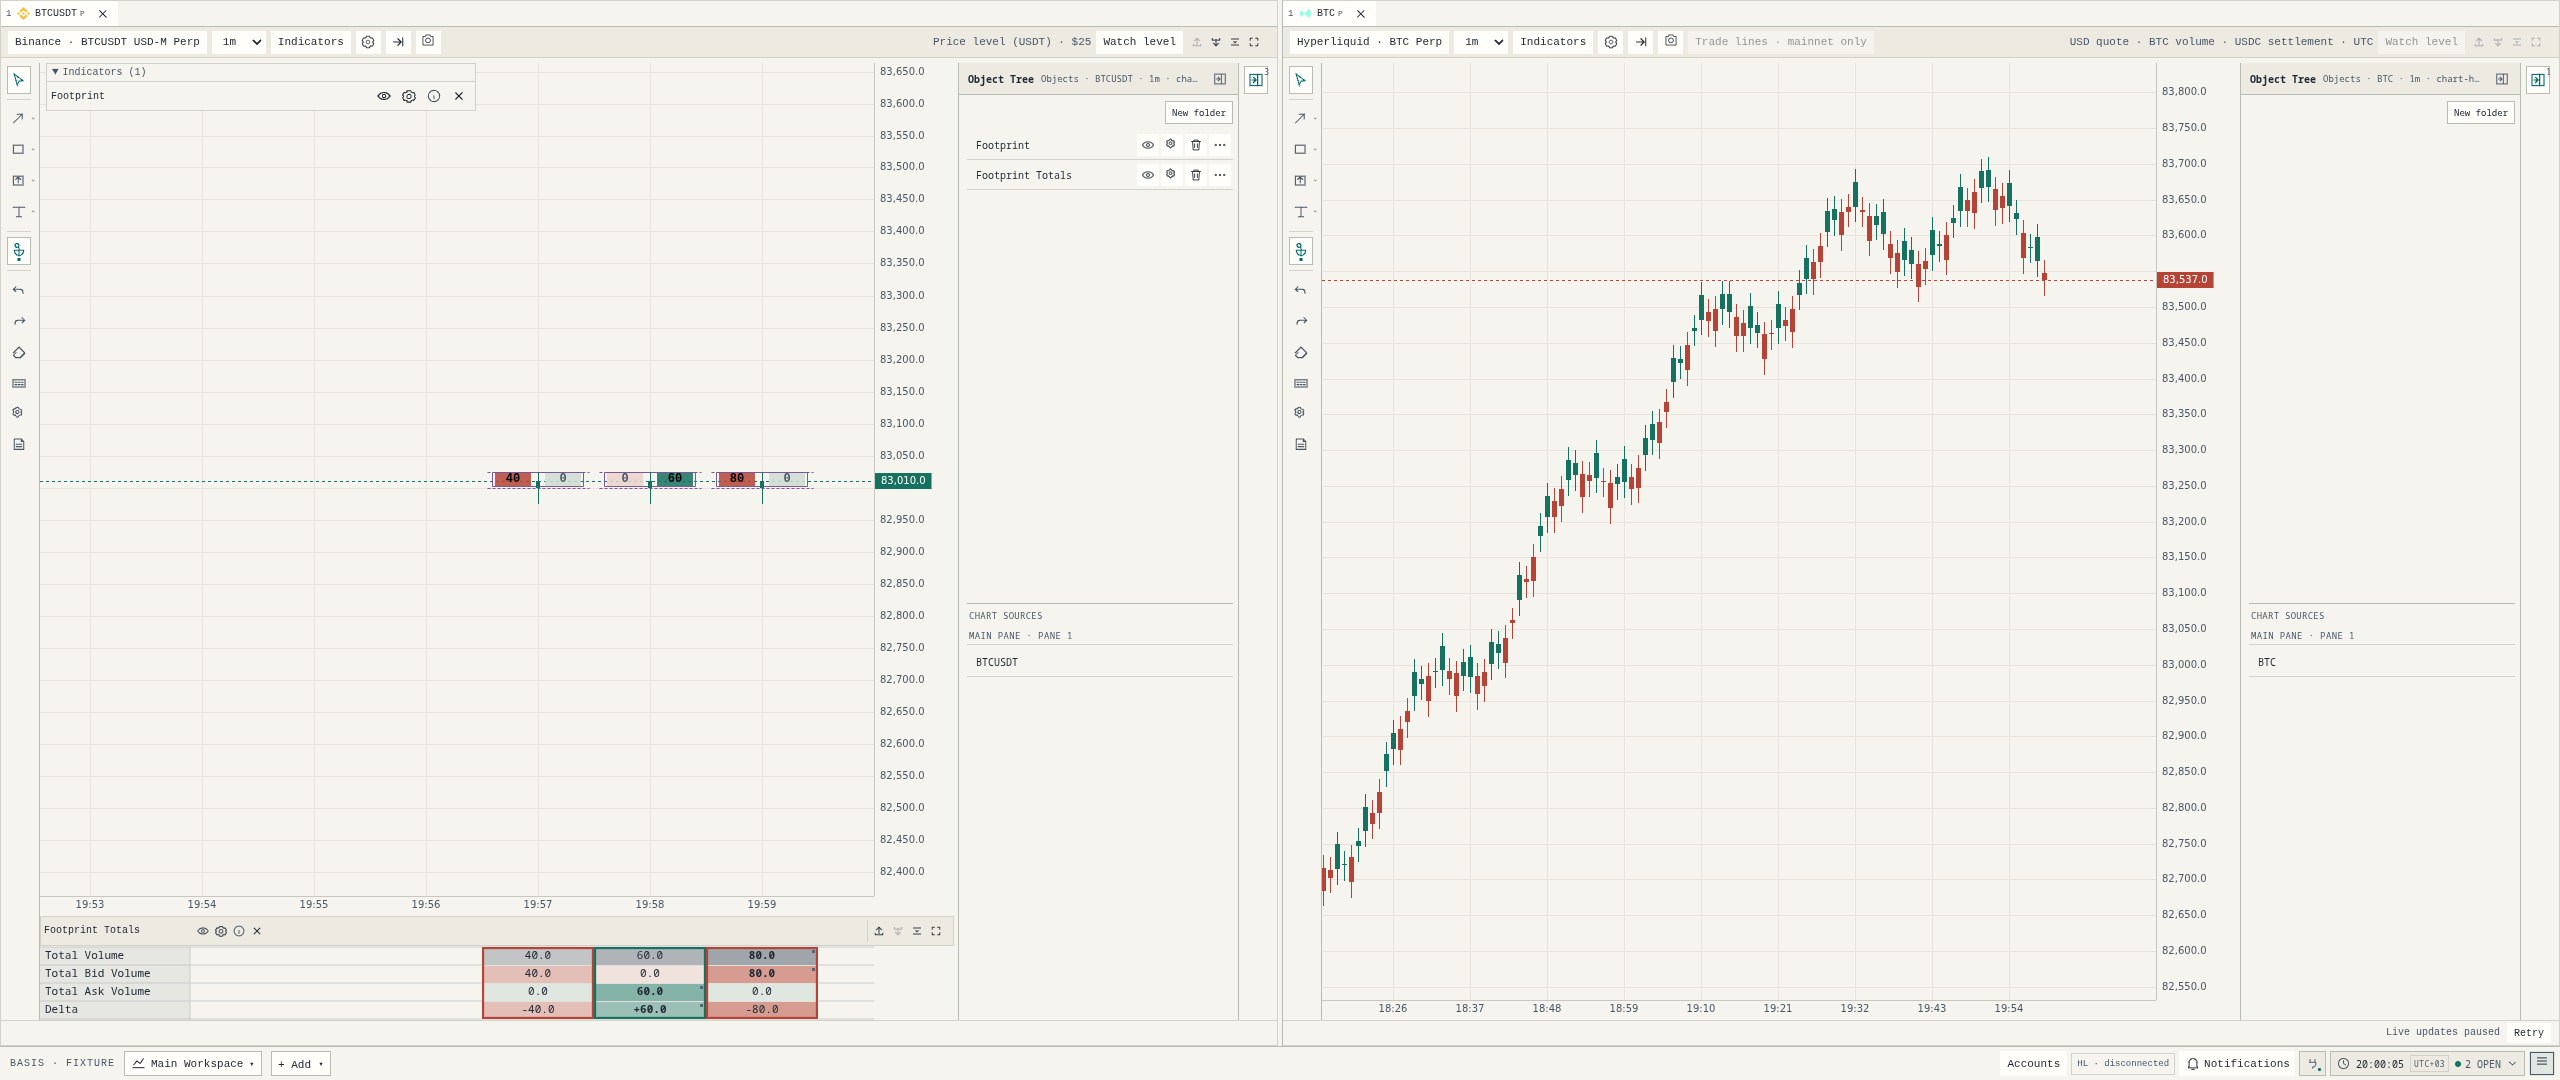 1 BTCUSDT P
Binance · BTCUSDT USD-M Perp 1m Indicators Price level (USDT) · $25 Watch level
▼ Indicators (1)
Footprint
83,650.0
83,600.0
83,550.0
83,500.0
83,450.0
83,400.0
83,350.0
83,300.0
83,250.0
83,200.0
83,150.0
83,100.0
83,050.0
40 0 0 60 80 0
83,010.0
82,950.0
82,900.0
82,850.0
82,800.0
82,750.0
82,700.0
82,650.0
82,600.0
82,550.0
82,500.0
82,450.0
82,400.0
19:53 19:54 19:55 19:56 19:57 19:58 19:59
Footprint Totals
Total Volume 40.0 60.0 80.0
Total Bid Volume 40.0 0.0 80.0
Total Ask Volume 0.0 60.0 0.0
Delta -40.0 +60.0 -80.0
Object Tree Objects · BTCUSDT · 1m · cha…
3
New folder
Footprint
Footprint Totals
CHART SOURCES
MAIN PANE · PANE 1
BTCUSDT
1 BTC P
Hyperliquid · BTC Perp 1m Indicators Trade lines · mainnet only USD quote · BTC volume · USDC settlement · UTC Watch level
83,800.0
83,750.0
83,700.0
83,650.0
83,600.0
83,537.0
83,500.0
83,450.0
83,400.0
83,350.0
83,300.0
83,250.0
83,200.0
83,150.0
83,100.0
83,050.0
83,000.0
82,950.0
82,900.0
82,850.0
82,800.0
82,750.0
82,700.0
82,650.0
82,600.0
82,550.0
18:26 18:37 18:48 18:59 19:10 19:21 19:32 19:43 19:54
Object Tree Objects · BTC · 1m · chart-h…
1
New folder
CHART SOURCES
MAIN PANE · PANE 1
BTC
Live updates paused Retry
BASIS · FIXTURE Main Workspace + Add Accounts HL · disconnected Notifications 20:00:05 UTC+03 2 OPEN